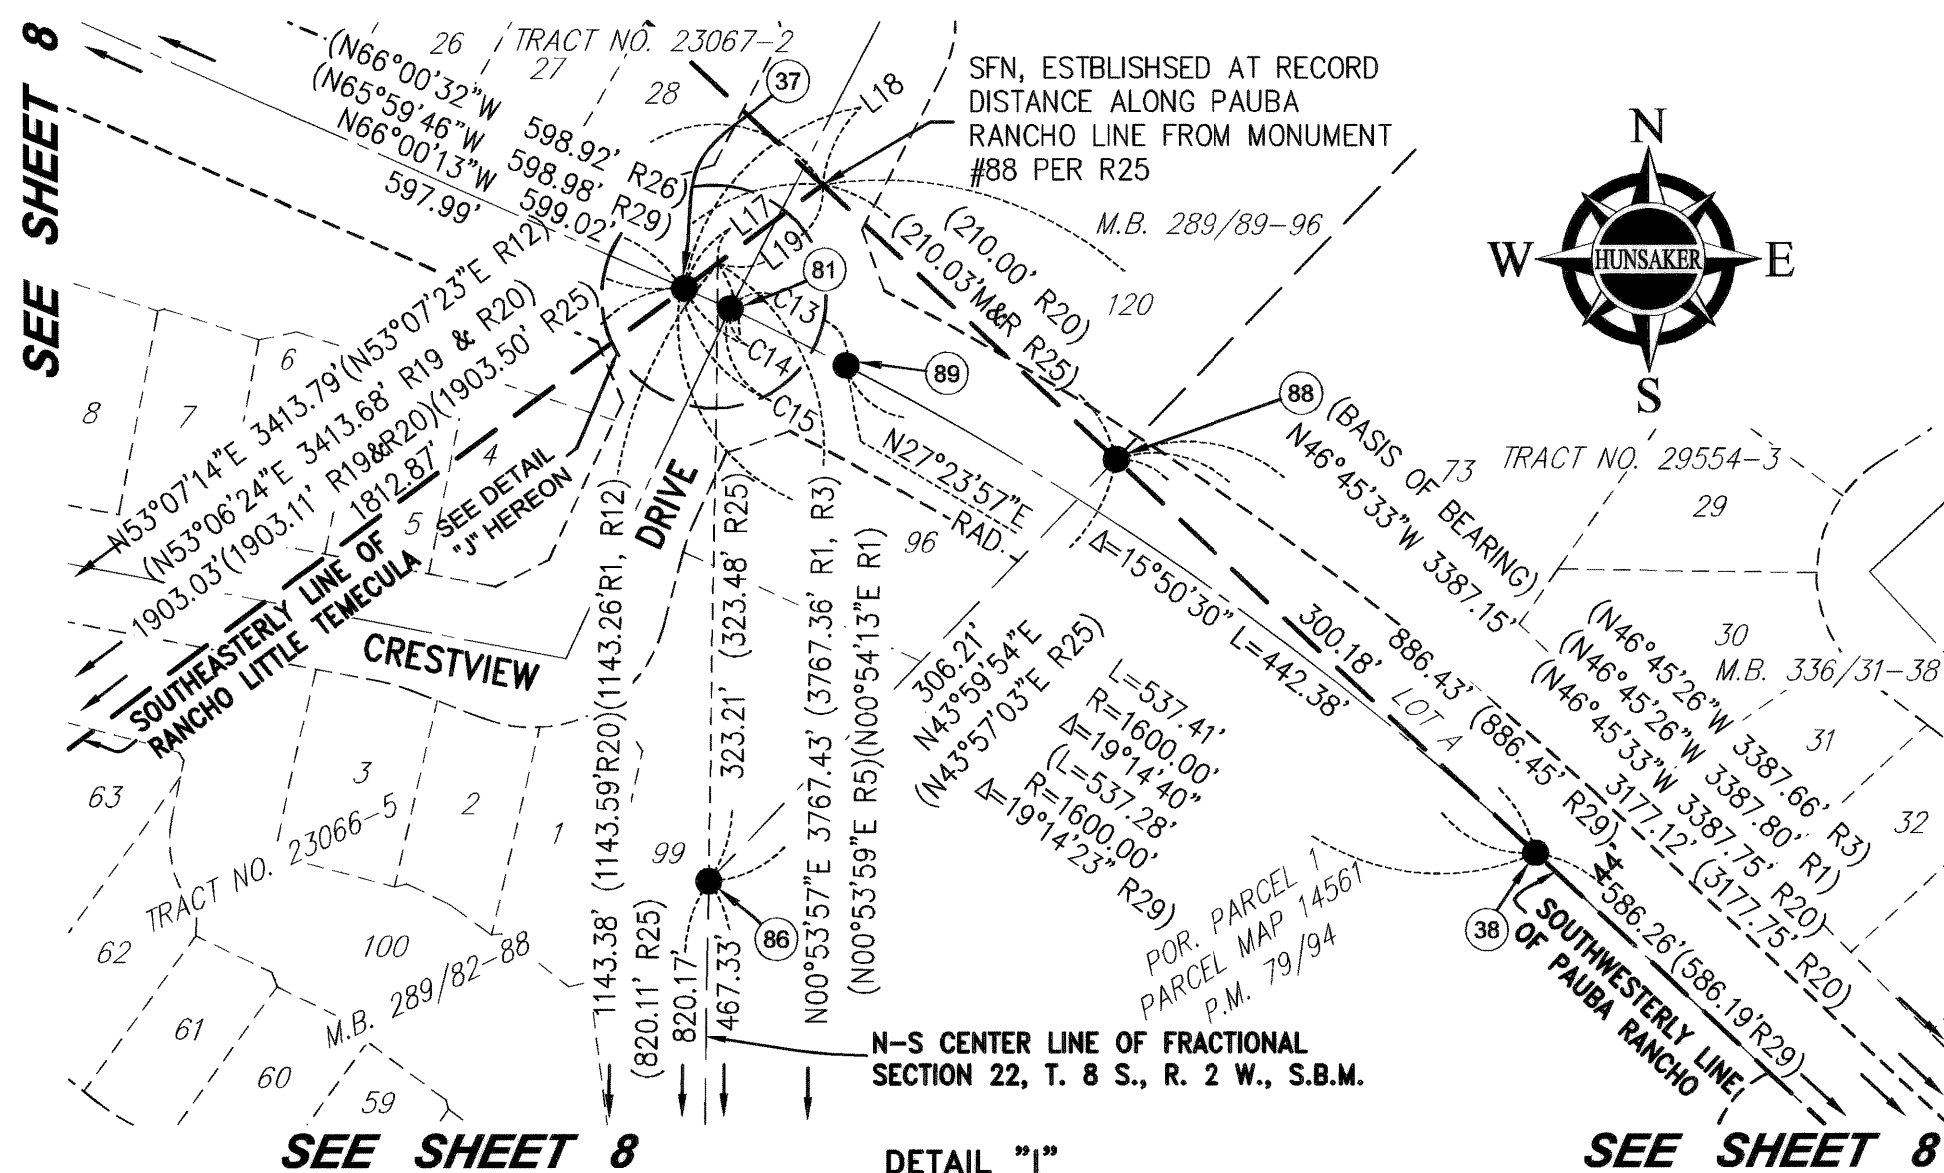 SEE SHEET 8
(N66°00'32"W 598.92' R26)
(N65°59'46"W 598.98' R29)
N66°00'13"W 599.02'
597.99'
26
TRACT NO. 23067-2
27
28
37
L18
SFN, ESTBLISHSED AT RECORD
DISTANCE ALONG PAUBA
RANCHO LINE FROM MONUMENT
#88 PER R25
M.B. 289/89-96
N
W
HUNSAKER
E
S
L17
L19
81
(210.00' R20)
(210.03'M&R R25)
120
C13
C14
C15
89
88
(BASIS OF BEARING)
N46°45'33"W 3387.15'
73
TRACT NO. 29554-3
29
6
8
7
4
5
N53°07'14"E 3413.79'(N53°07'23"E R12)
(N53°06'24"E 3413.68' R19 & R20)
1903.03'(1903.11' R19&R20)(1903.50' R25)
1812.87'
SEE DETAIL
"J" HEREON
SOUTHEASTERLY LINE OF
RANCHO LITTLE TEMECULA
CRESTVIEW
DRIVE
N27°23'57"E
RAD.
96
Δ=15°50'30" L=442.38'
300.18'
LOT A
886.43' (886.45' R29)
30
M.B. 336/31-38
(N46°45'26"W 3387.66' R3)
(N46°45'26"W 3387.80' R1)
(N46°45'33"W 3387.75' R20)
3177.12' (3177.75' R20)
31
32
306.21'
N43°59'54"E
(N43°57'03"E R25)
L=537.41'
R=1600.00'
Δ=19°14'40"
(L=537.28'
R=1600.00'
Δ=19°14'23" R29)
1143.38' (1143.59'R20)(1143.26'R1, R12)
(820.11' R25)
820.17'
323.21' (323.48' R25)
467.33'
N00°53'57"E 3767.43' (3767.36' R1, R3)
(N00°53'59"E R5)(N00°54'13"E R1)
63
3
2
1
TRACT NO. 23066-5
99
86
62
100
M.B. 289/82-88
61
60
59
POR. PARCEL 1
PARCEL MAP 14561
P.M. 79/94
38
44'
586.26'(586.19'R29)
SOUTHWESTERLY LINE
OF PAUBA RANCHO
N-S CENTER LINE OF FRACTIONAL
SECTION 22, T. 8 S., R. 2 W., S.B.M.
SEE SHEET 8
DETAIL "I"
SEE SHEET 8